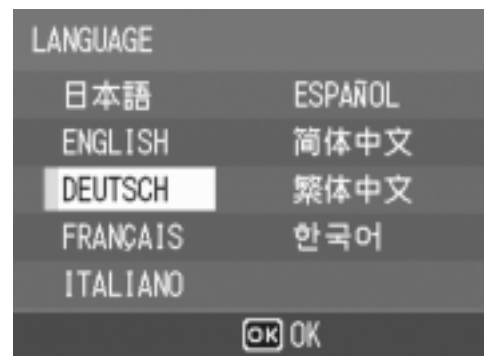 LANGUAGE
日本語 ESPAÑOL
ENGLISH 简体中文
DEUTSCH 繁体中文
FRANÇAIS 한국어
ITALIANO
OK OK